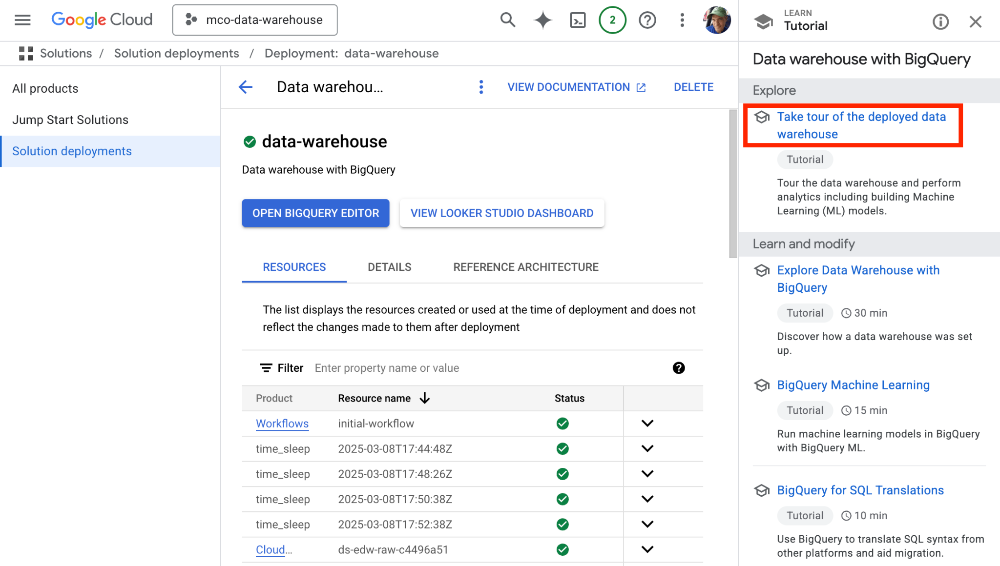 Google Cloud
mco-data-warehouse
2
Solutions / Solution deployments / Deployment: data-warehouse
All products
Jump Start Solutions
Solution deployments
Data warehou...
VIEW DOCUMENTATION
DELETE
data-warehouse
Data warehouse with BigQuery
OPEN BIGQUERY EDITOR
VIEW LOOKER STUDIO DASHBOARD
RESOURCES
DETAILS
REFERENCE ARCHITECTURE
The list displays the resources created or used at the time of deployment and does not
reflect the changes made to them after deployment
Filter Enter property name or value
Product Resource name Status
Workflows initial-workflow
time_sleep 2025-03-08T17:44:48Z
time_sleep 2025-03-08T17:48:26Z
time_sleep 2025-03-08T17:50:38Z
time_sleep 2025-03-08T17:52:38Z
Cloud... ds-edw-raw-c4496a51
LEARN
Tutorial
Data warehouse with BigQuery
Explore
Take tour of the deployed data
warehouse
Tutorial
Tour the data warehouse and perform
analytics including building Machine
Learning (ML) models.
Learn and modify
Explore Data Warehouse with
BigQuery
Tutorial 30 min
Discover how a data warehouse was set
up.
BigQuery Machine Learning
Tutorial 15 min
Run machine learning models in BigQuery
with BigQuery ML.
BigQuery for SQL Translations
Tutorial 10 min
Use BigQuery to translate SQL syntax from
other platforms and aid migration.